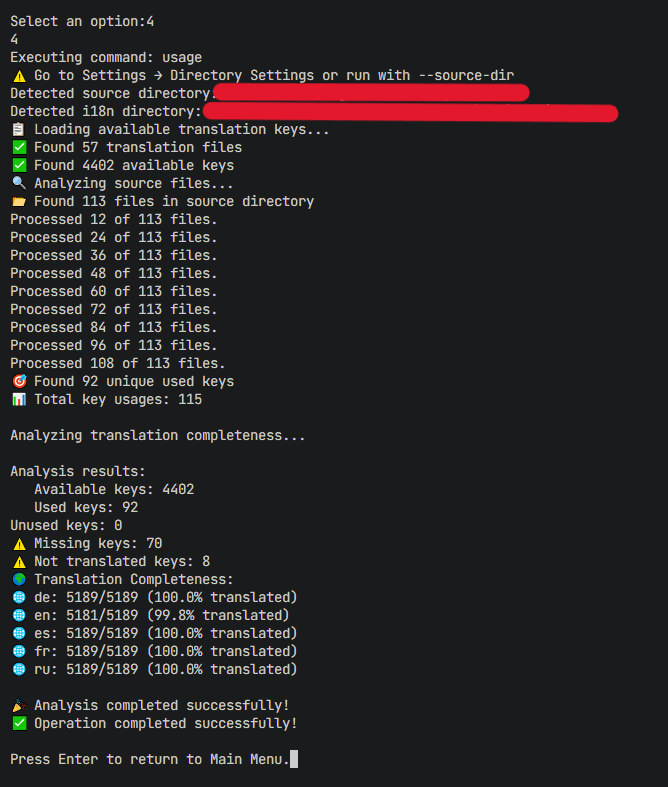 Select an option:4
4
Executing command: usage
⚠️ Go to Settings → Directory Settings or run with --source-dir
Detected source directory:
Detected i18n directory:
📋 Loading available translation keys...
✅ Found 57 translation files
✅ Found 4402 available keys
🔍 Analyzing source files...
📂 Found 113 files in source directory
Processed 12 of 113 files.
Processed 24 of 113 files.
Processed 36 of 113 files.
Processed 48 of 113 files.
Processed 60 of 113 files.
Processed 72 of 113 files.
Processed 84 of 113 files.
Processed 96 of 113 files.
Processed 108 of 113 files.
🎯 Found 92 unique used keys
📊 Total key usages: 115
Analyzing translation completeness...
Analysis results:
Available keys: 4402
Used keys: 92
Unused keys: 0
⚠️ Missing keys: 70
⚠️ Not translated keys: 8
🌍 Translation Completeness:
🌐 de: 5189/5189 (100.0% translated)
🌐 en: 5181/5189 (99.8% translated)
🌐 es: 5189/5189 (100.0% translated)
🌐 fr: 5189/5189 (100.0% translated)
🌐 ru: 5189/5189 (100.0% translated)
🎉 Analysis completed successfully!
✅ Operation completed successfully!
Press Enter to return to Main Menu.